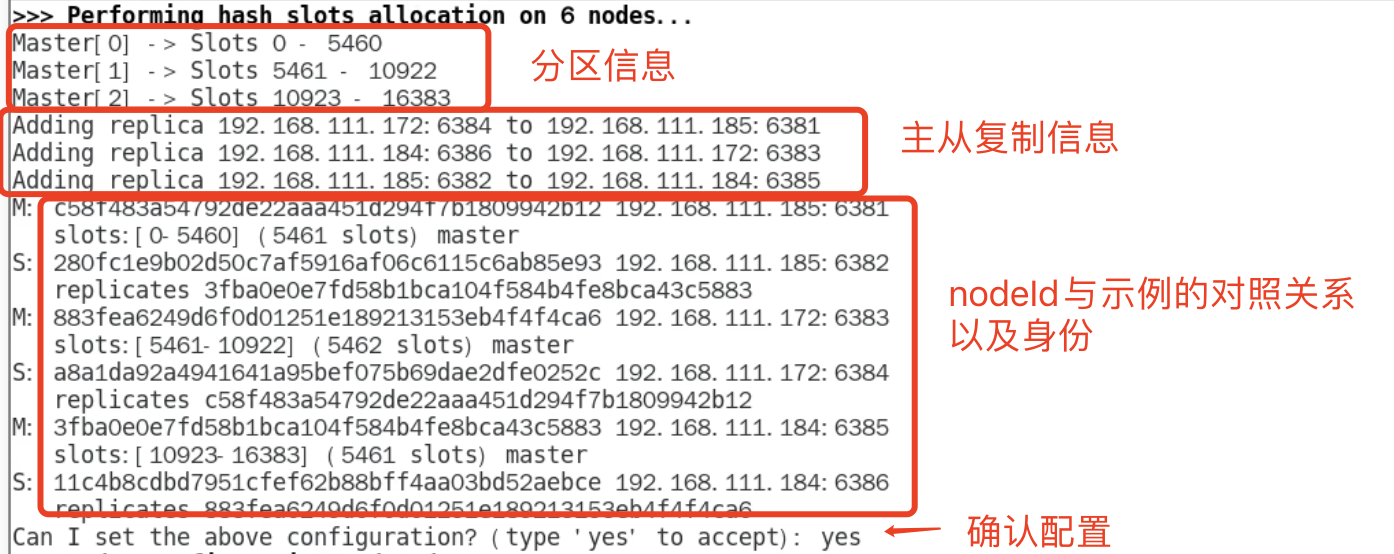 >>> Performing hash slots allocation on 6 nodes...
Master[0] -> Slots 0 - 5460
Master[1] -> Slots 5461 - 10922
Master[2] -> Slots 10923 - 16383
分区信息
Adding replica 192.168.111.172:6384 to 192.168.111.185:6381
Adding replica 192.168.111.184:6386 to 192.168.111.172:6383
Adding replica 192.168.111.185:6382 to 192.168.111.184:6385
主从复制信息
M: c58f483a54792de22aaa451d294f7b1809942b12 192.168.111.185:6381
slots:[0-5460] (5461 slots) master
S: 280fc1e9b02d50c7af5916af06c6115c6ab85e93 192.168.111.185:6382
replicates 3fba0e0e7fd58b1bca104f584b4fe8bca43c5883
M: 883fea6249d6f0d01251e189213153eb4f4f4ca6 192.168.111.172:6383
slots:[5461-10922] (5462 slots) master
S: a8a1da92a4941641a95bef075b69dae2dfe0252c 192.168.111.172:6384
replicates c58f483a54792de22aaa451d294f7b1809942b12
M: 3fba0e0e7fd58b1bca104f584b4fe8bca43c5883 192.168.111.184:6385
slots:[10923-16383] (5461 slots) master
S: 11c4b8cdbd7951cfef62b88bff4aa03bd52aebce 192.168.111.184:6386
replicates 883fea6249d6f0d01251e189213153eb4f4f4ca6
nodeId与示例的对照关系
以及身份
Can I set the above configuration? (type 'yes' to accept): yes
确认配置